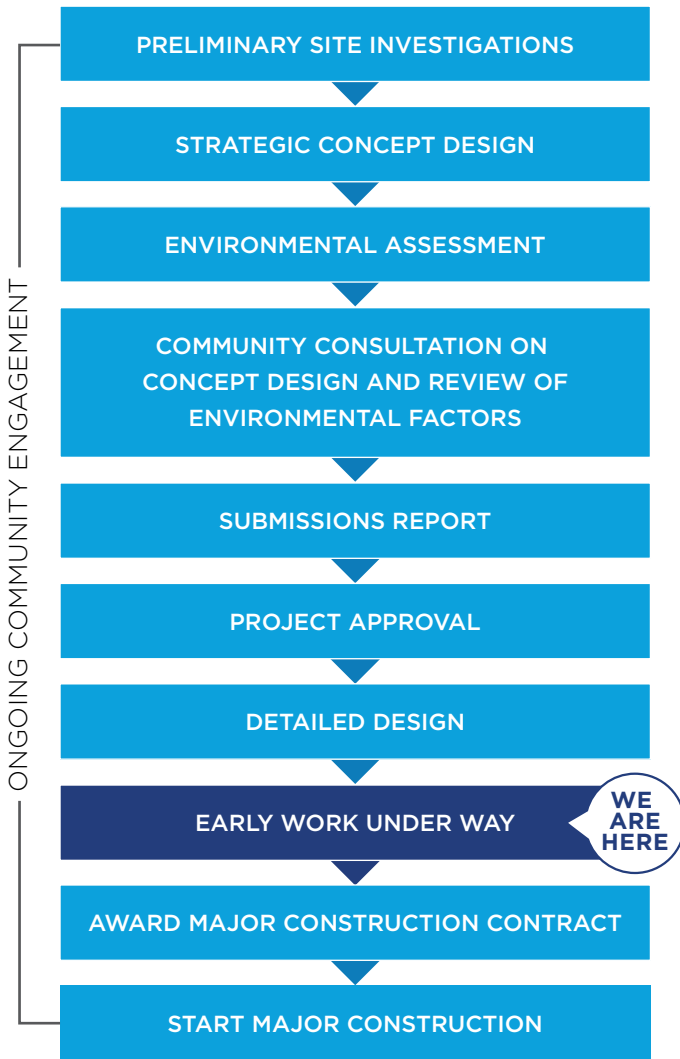 PRELIMINARY SITE INVESTIGATIONS
STRATEGIC CONCEPT DESIGN
ENVIRONMENTAL ASSESSMENT
COMMUNITY CONSULTATION ON
CONCEPT DESIGN AND REVIEW OF
ENVIRONMENTAL FACTORS
SUBMISSIONS REPORT
PROJECT APPROVAL
DETAILED DESIGN
EARLY WORK UNDER WAY
WE
ARE
HERE
AWARD MAJOR CONSTRUCTION CONTRACT
START MAJOR CONSTRUCTION
ONGOING COMMUNITY ENGAGEMENT